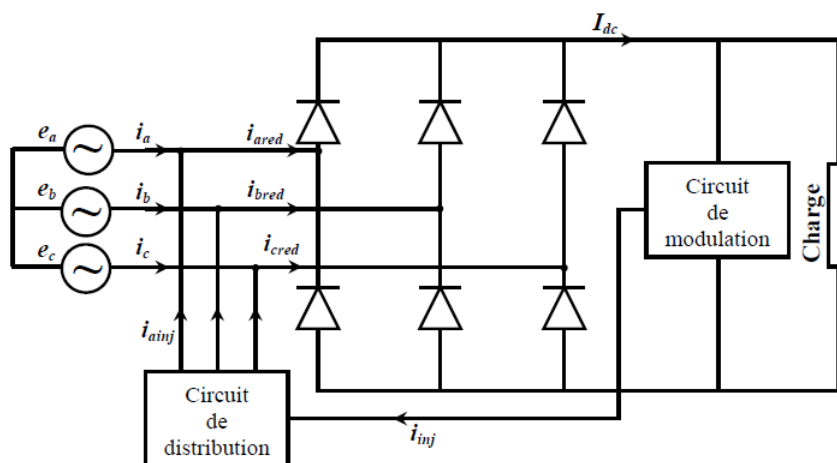 I_dc
e_a i_a i_ared
e_b i_b i_bred
e_c i_c i_cred
i_ainj
Circuit
de
modulation
Charge
Circuit
de
distribution
i_inj